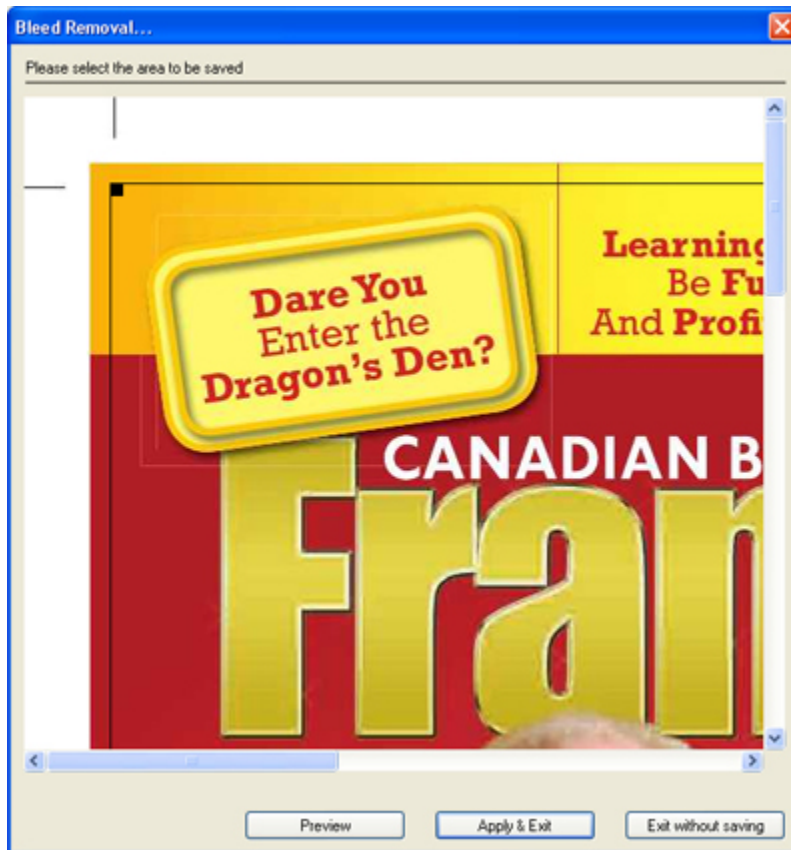 Bleed Removal...
Please select the area to be saved
Dare You
Enter the
Dragon's Den?
Learning
Be Fu
And Profi
CANADIAN B
Fran
Preview
Apply & Exit
Exit without saving